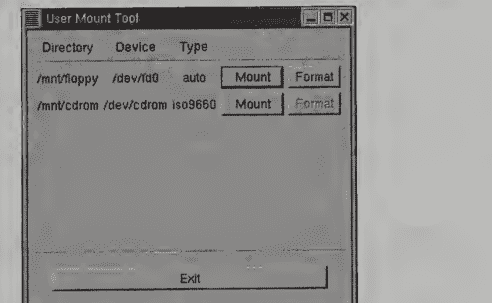 User Mount Tool
Directory Device Type
/mnt/floppy /dev/fd0 auto Mount Format
/mnt/cdrom /dev/cdrom iso9660 Mount Format
Exit